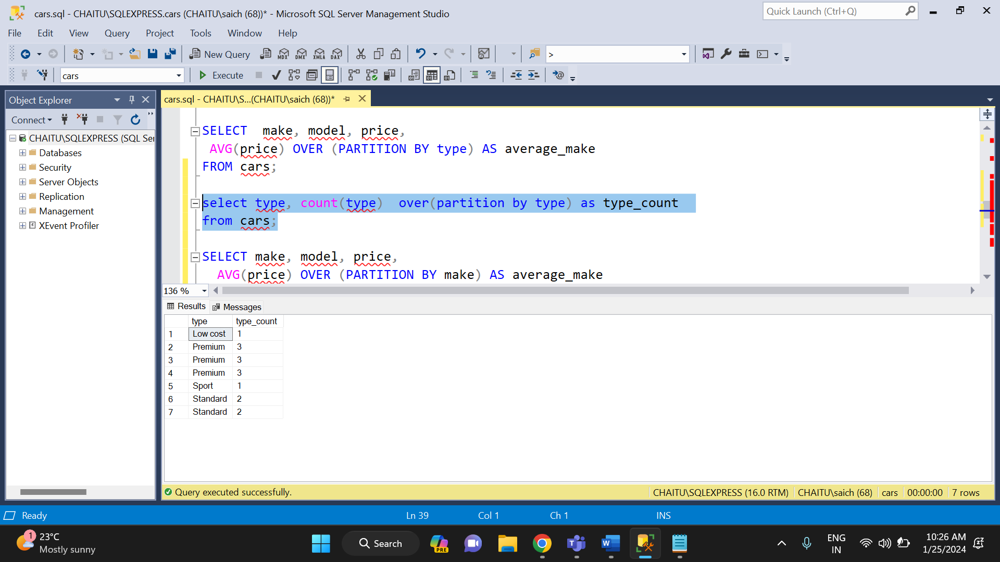 cars.sql - CHAITU\SQLEXPRESS.cars (CHAITU\saich (68))* - Microsoft SQL Server Management Studio
Quick Launch (Ctrl+Q)
File Edit View Query Project Tools Window Help
New Query MDX DMX XMLA DAX >
cars Execute
Object Explorer
cars.sql - CHAITU\S...(CHAITU\saich (68))*
Connect
CHAITU\SQLEXPRESS (SQL Ser
Databases
Security
Server Objects
Replication
Management
XEvent Profiler
SELECT  make, model, price,
AVG(price) OVER (PARTITION BY type) AS average_make
FROM cars;
select type, count(type)  over(partition by type) as type_count
from cars;
SELECT make, model, price,
AVG(price) OVER (PARTITION BY make) AS average_make
136 %
Results Messages
type type_count
1 Low cost 1
2 Premium 3
3 Premium 3
4 Premium 3
5 Sport 1
6 Standard 2
7 Standard 2
Query executed successfully. CHAITU\SQLEXPRESS (16.0 RTM) CHAITU\saich (68) cars 00:00:00 7 rows
Ready Ln 39 Col 1 Ch 1 INS
1 23°C
Mostly sunny
Search
PRE
T
W
ENG
IN
10:26 AM
1/25/2024